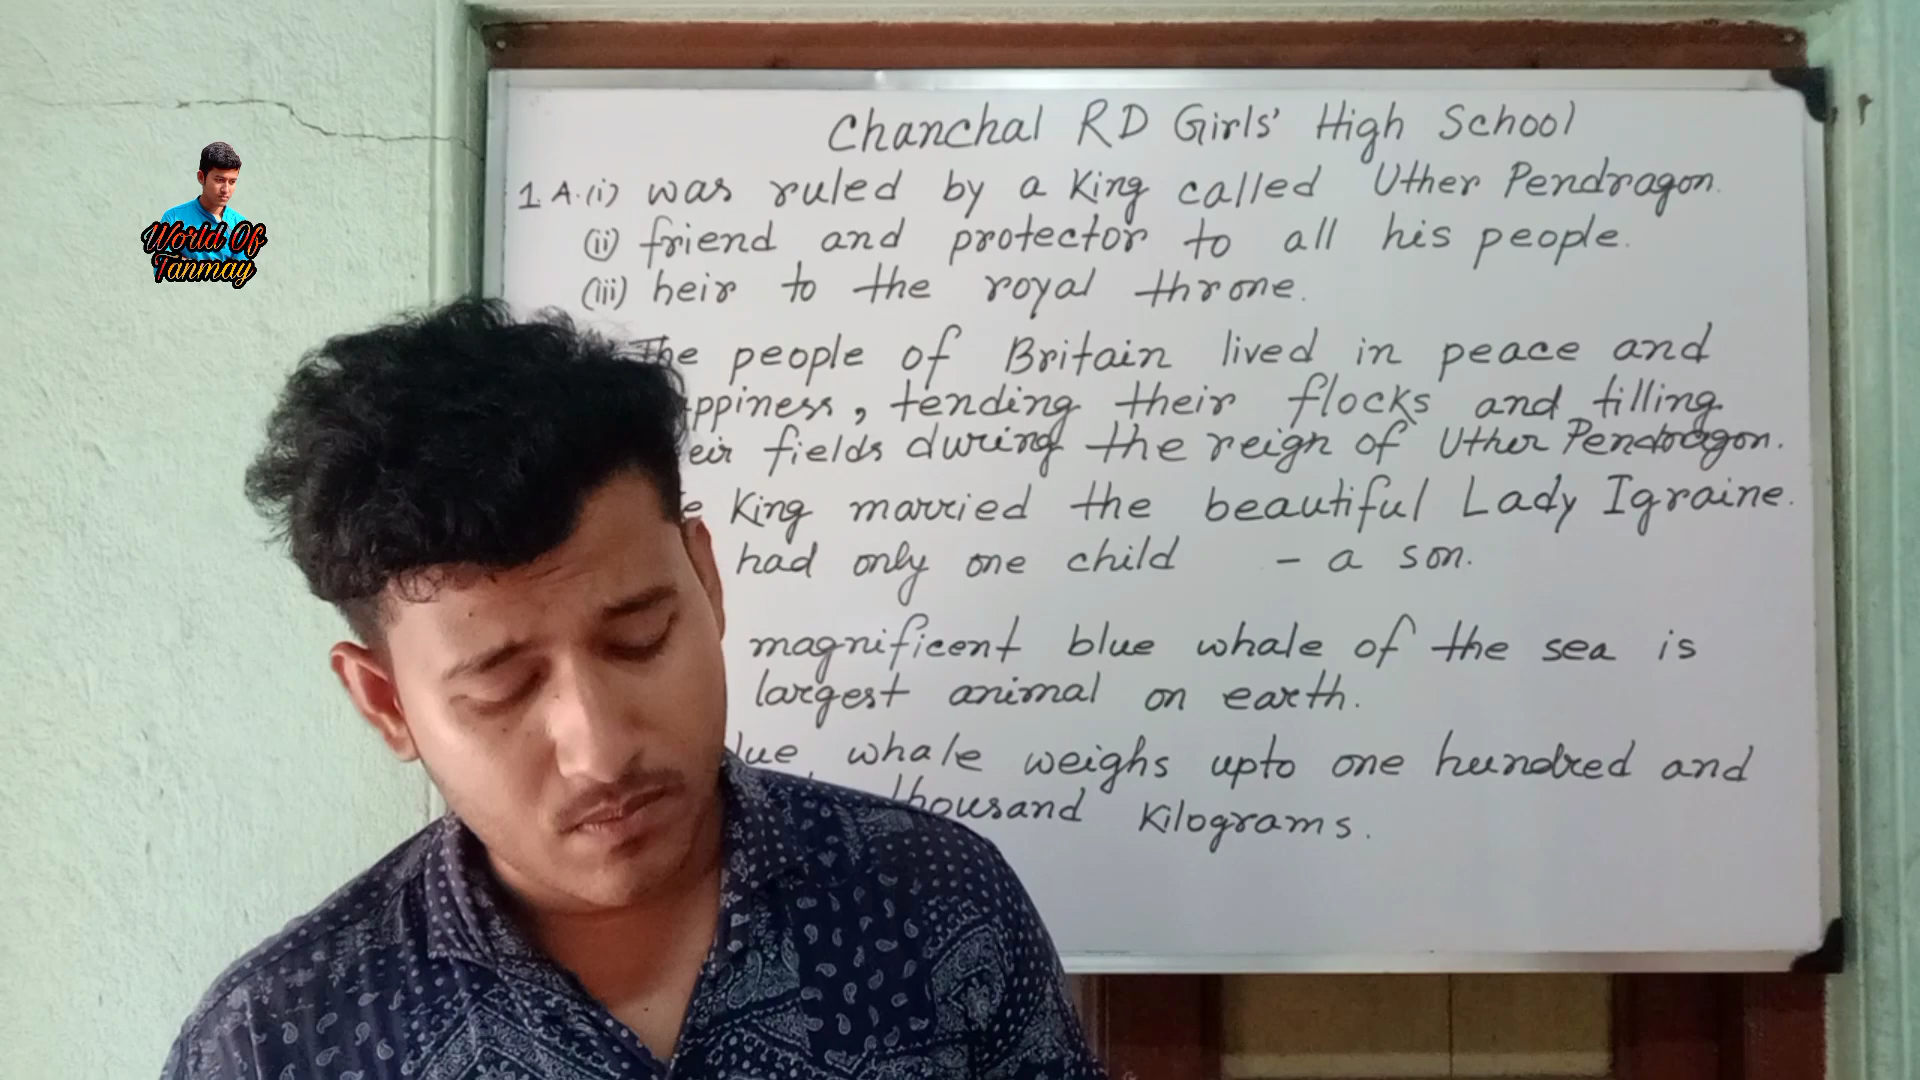 Chanchal RD Girls' High School
1. A. (i) was ruled by a King called Uther Pendragon.
(ii) friend and protector to all his people.
(iii) heir to the royal throne.
The people of Britain lived in peace and
ppiness, tending their flocks and tilling
eir fields during the reign of Uther Pendragon.
e King married the beautiful Lady Igraine.
had only one child - a son.
magnificent blue whale of the sea is
largest animal on earth.
lue whale weighs upto one hundred and
thousand Kilograms.
World Of
Tanmay